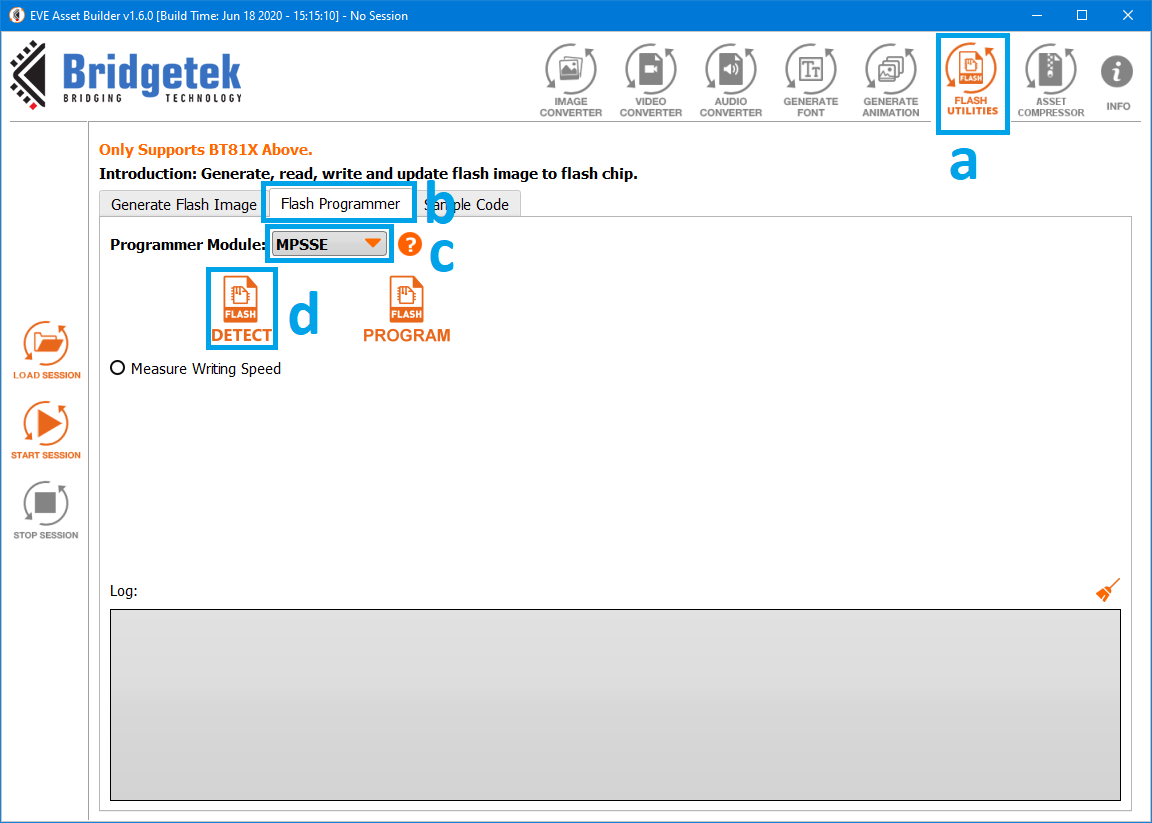 EVE Asset Builder v1.6.0 [Build Time: Jun 18 2020 - 15:15:10] - No Session
Bridgetek
BRIDGING TECHNOLOGY
IMAGE
CONVERTER
VIDEO
CONVERTER
AUDIO
CONVERTER
GENERATE
FONT
GENERATE
ANIMATION
FLASH
FLASH
UTILITIES
ASSET
COMPRESSOR
i
INFO
a
Only Supports BT81X Above.
Introduction: Generate, read, write and update flash image to flash chip.
Generate Flash Image
Flash Programmer
b
Sample Code
Programmer Module:
MPSSE
?
c
FLASH
DETECT
d
FLASH
PROGRAM
Measure Writing Speed
LOAD SESSION
START SESSION
STOP SESSION
Log: